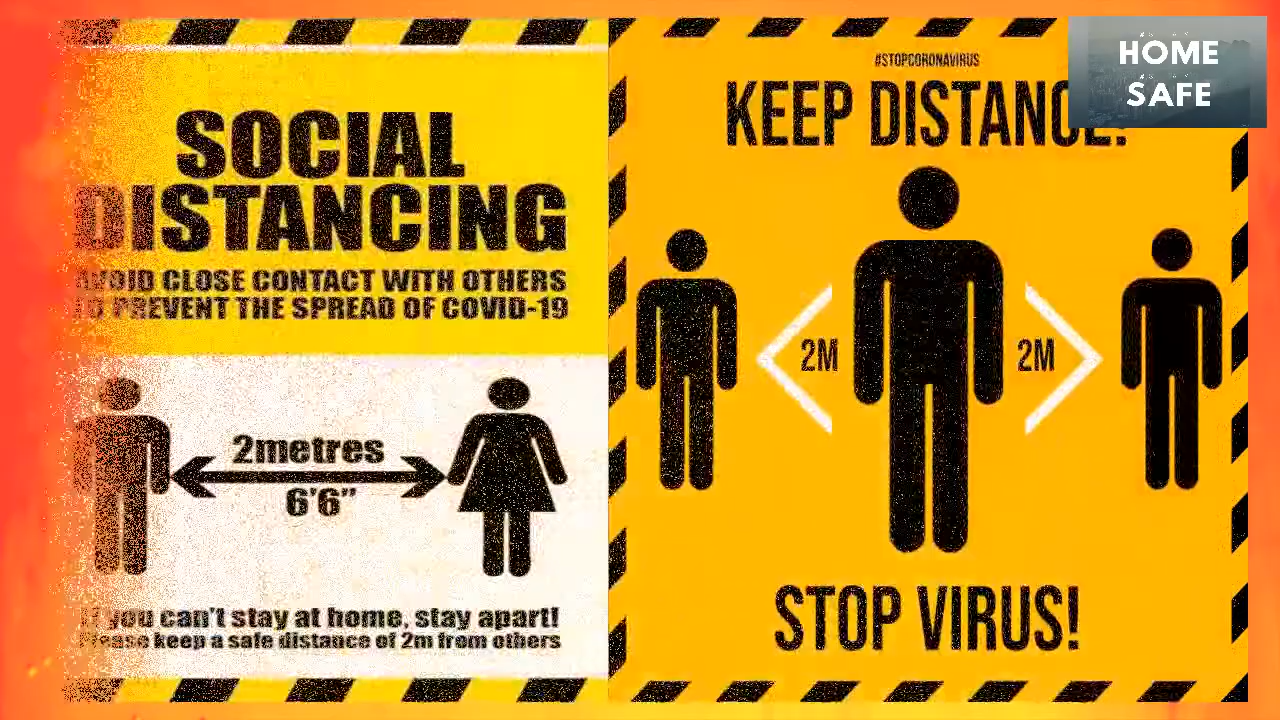 SOCIAL
DISTANCING
AVOID CLOSE CONTACT WITH OTHERS
TO PREVENT THE SPREAD OF COVID-19
2metres
6'6"
If you can't stay at home, stay apart!
Please keep a safe distance of 2m from others
#STOPCORONAVIRUS
KEEP DISTANCE!
2M
2M
STOP VIRUS!
HOME
SAFE